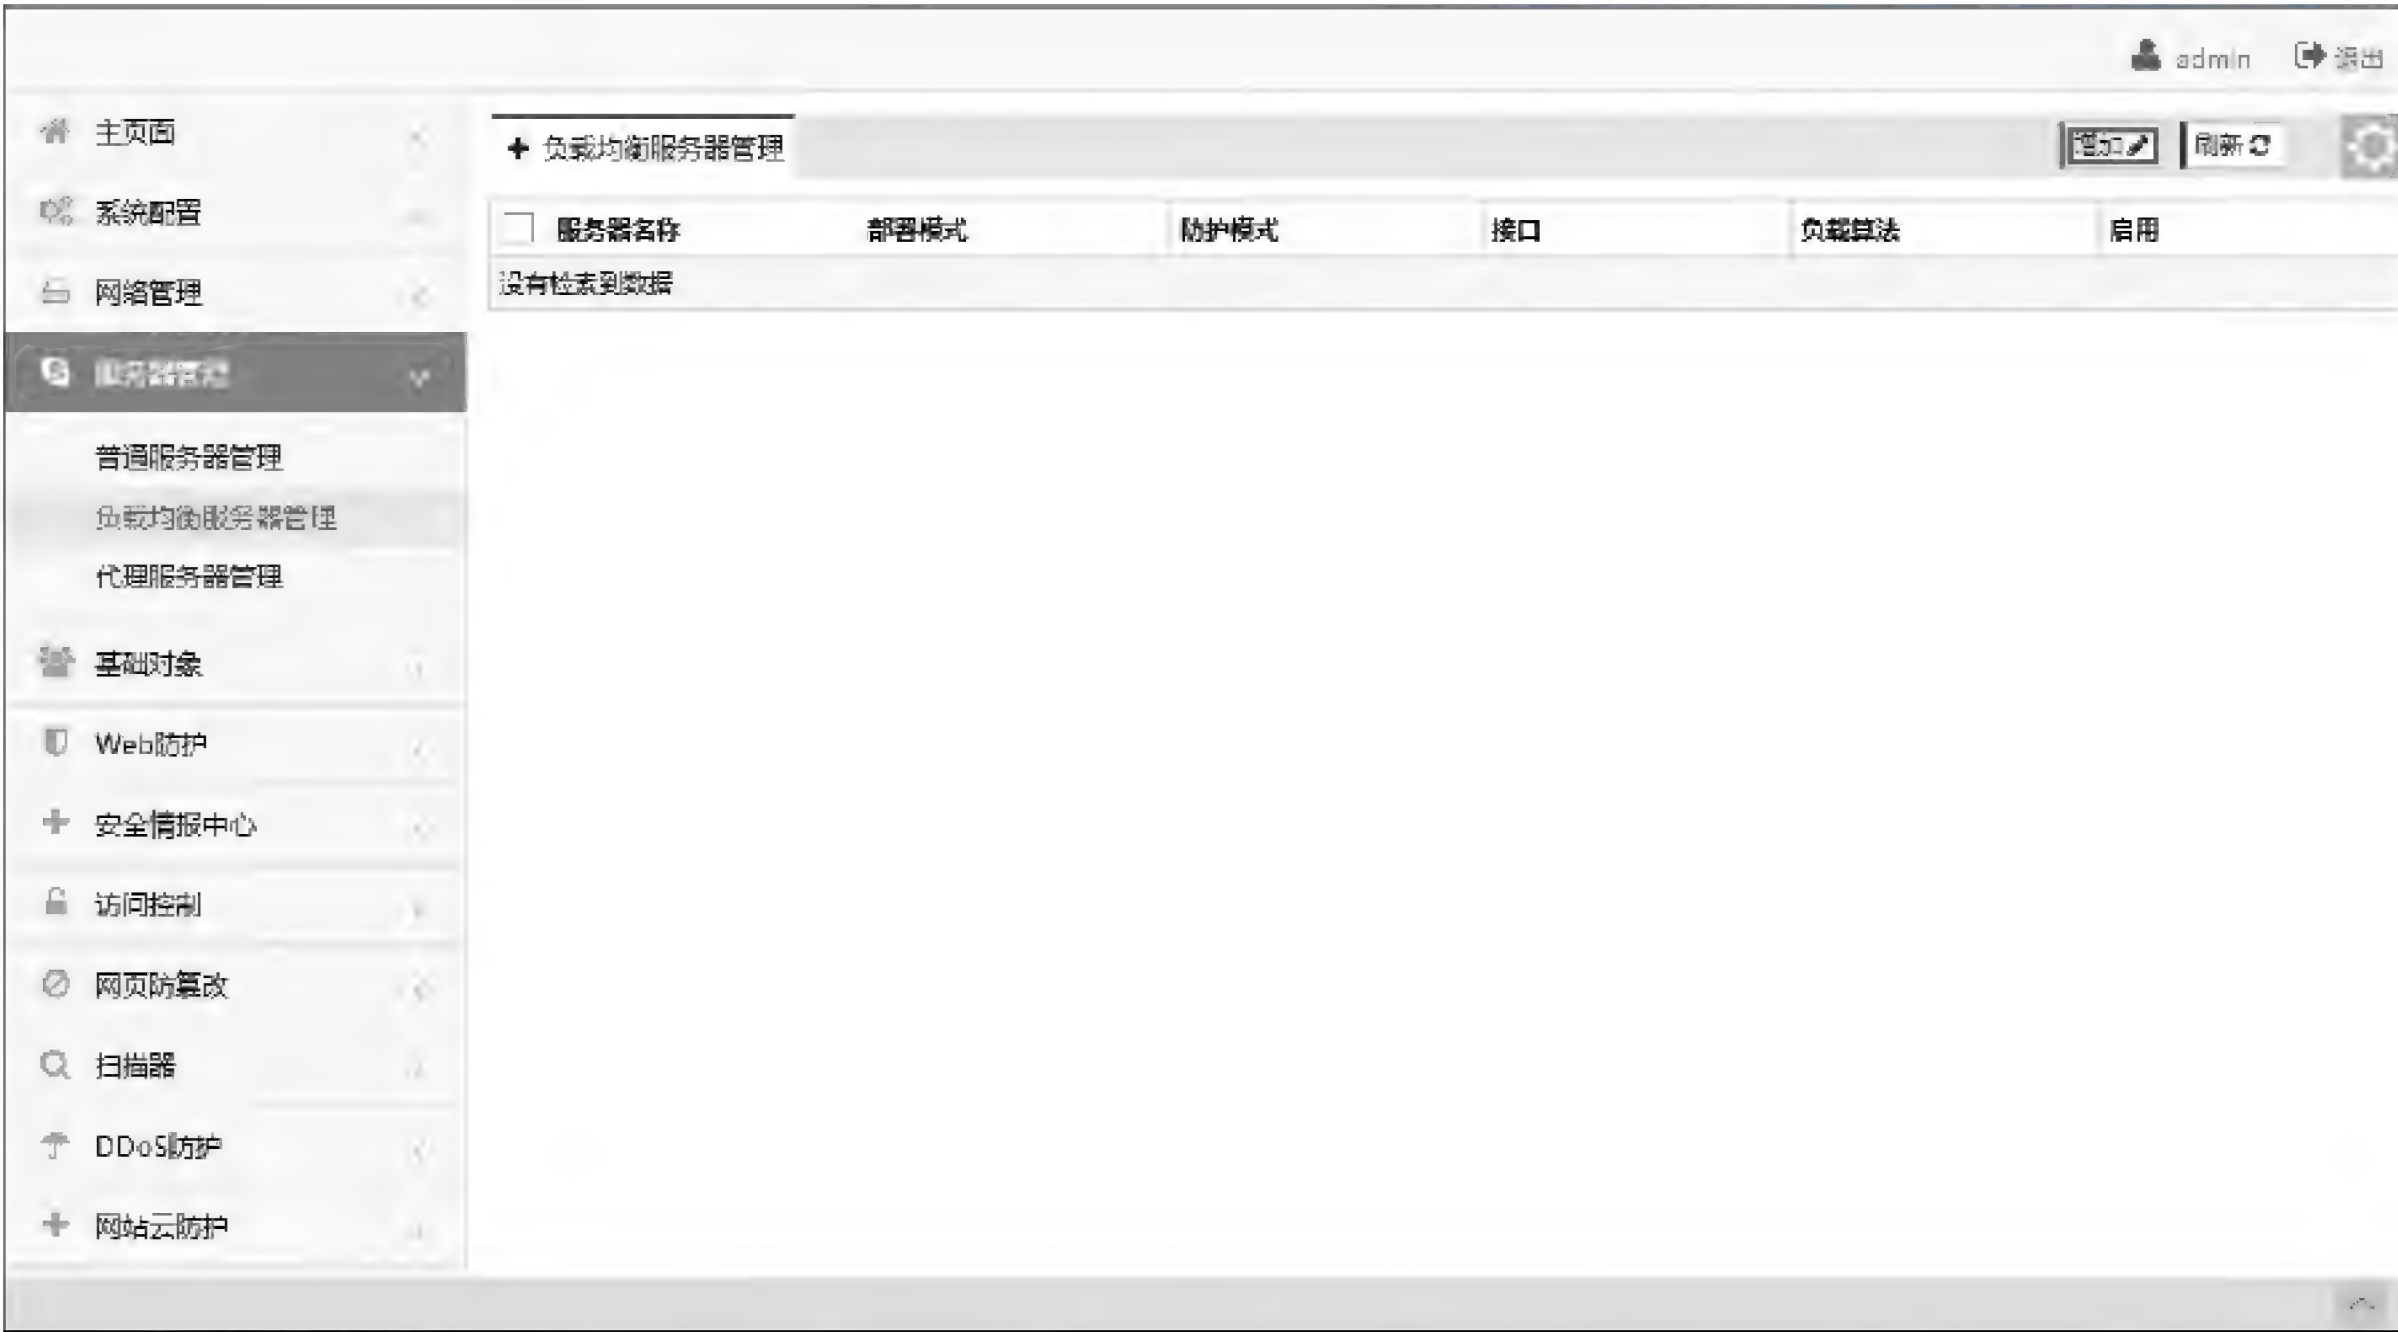 admin 退出
主页面
系统配置
网络管理
服务器管理
普通服务器管理
负载均衡服务器管理
代理服务器管理
基础对象
Web防护
安全情报中心
访问控制
网页防篡改
扫描器
DDoS防护
网站云防护
负载均衡服务器管理 增加 刷新
服务器名称 部署模式 防护模式 接口 负载算法 启用
没有检索到数据